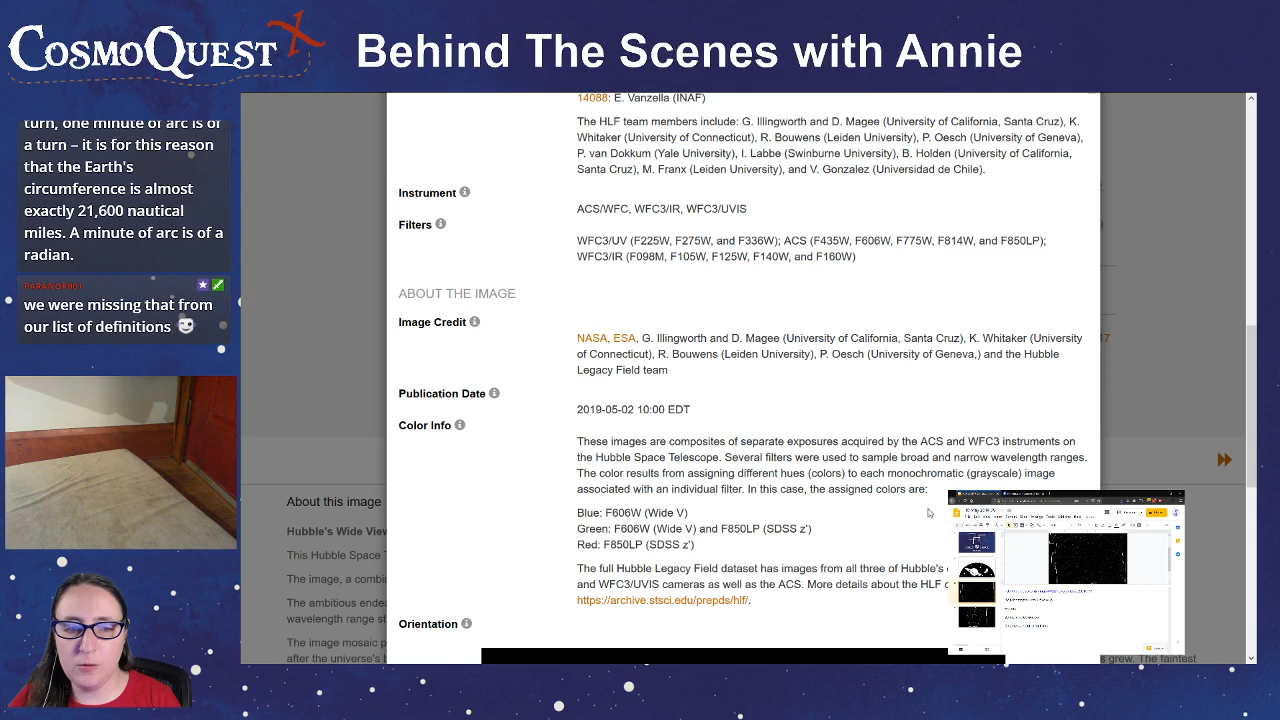 CosmoQuest X
Behind The Scenes with Annie
turn, one minute of arc is of
a turn – it is for this reason
that the Earth's
circumference is almost
exactly 21,600 nautical
miles. A minute of arc is of a
radian.
PARANOR001
we were missing that from
our list of definitions
14088: E. Vanzella (INAF)
The HLF team members include: G. Illingworth and D. Magee (University of California, Santa Cruz), K.
Whitaker (University of Connecticut), R. Bouwens (Leiden University), P. Oesch (University of Geneva),
P. van Dokkum (Yale University), I. Labbe (Swinburne University), B. Holden (University of California,
Santa Cruz), M. Franx (Leiden University), and V. Gonzalez (Universidad de Chile).
Instrument
ACS/WFC, WFC3/IR, WFC3/UVIS
Filters
WFC3/UV (F225W, F275W, and F336W); ACS (F435W, F606W, F775W, F814W, and F850LP);
WFC3/IR (F098M, F105W, F125W, F140W, and F160W)
ABOUT THE IMAGE
Image Credit
NASA, ESA, G. Illingworth and D. Magee (University of California, Santa Cruz), K. Whitaker (University
of Connecticut), R. Bouwens (Leiden University), P. Oesch (University of Geneva,) and the Hubble
Legacy Field team
17
Publication Date
2019-05-02 10:00 EDT
Color Info
These images are composites of separate exposures acquired by the ACS and WFC3 instruments on
the Hubble Space Telescope. Several filters were used to sample broad and narrow wavelength ranges.
The color results from assigning different hues (colors) to each monochromatic (grayscale) image
associated with an individual filter. In this case, the assigned colors are:
Blue: F606W (Wide V)
Green: F606W (Wide V) and F850LP (SDSS z')
Red: F850LP (SDSS z')
The full Hubble Legacy Field dataset has images from all three of Hubble's
and WFC3/UVIS cameras as well as the ACS. More details about the HLF
https://archive.stsci.edu/prepds/hlf/.
Orientation
About this image
Hubble's Wide View
This Hubble Space
The image, a combi
The ambitious endea
wavelength range st
The image mosaic p
after the universe's b
grew. The faintest